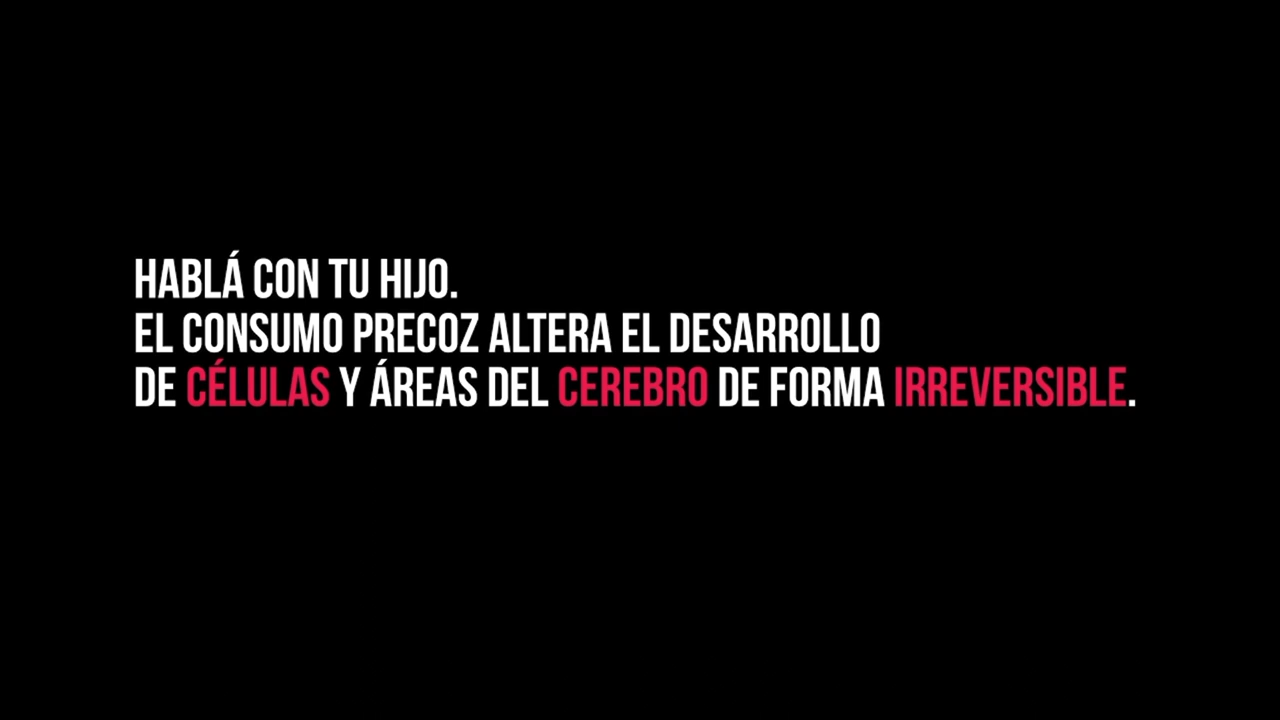 HABLÁ CON TU HIJO.
EL CONSUMO PRECOZ ALTERA EL DESARROLLO
DE CÉLULAS Y ÁREAS DEL CEREBRO DE FORMA IRREVERSIBLE.